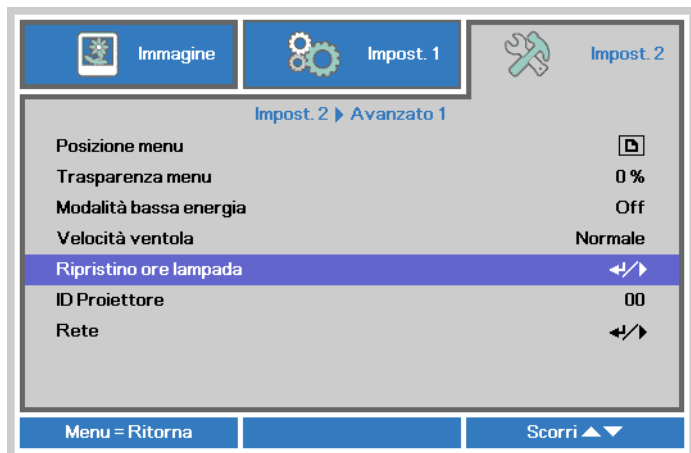 Immagine
Impost. 1
Impost. 2
Impost. 2 Avanzato 1
Posizione menu
Trasparenza menu 0 %
Modalità bassa energia Off
Velocità ventola Normale
Ripristino ore lampada
ID Proiettore 00
Rete
Menu = Ritorna Scorri